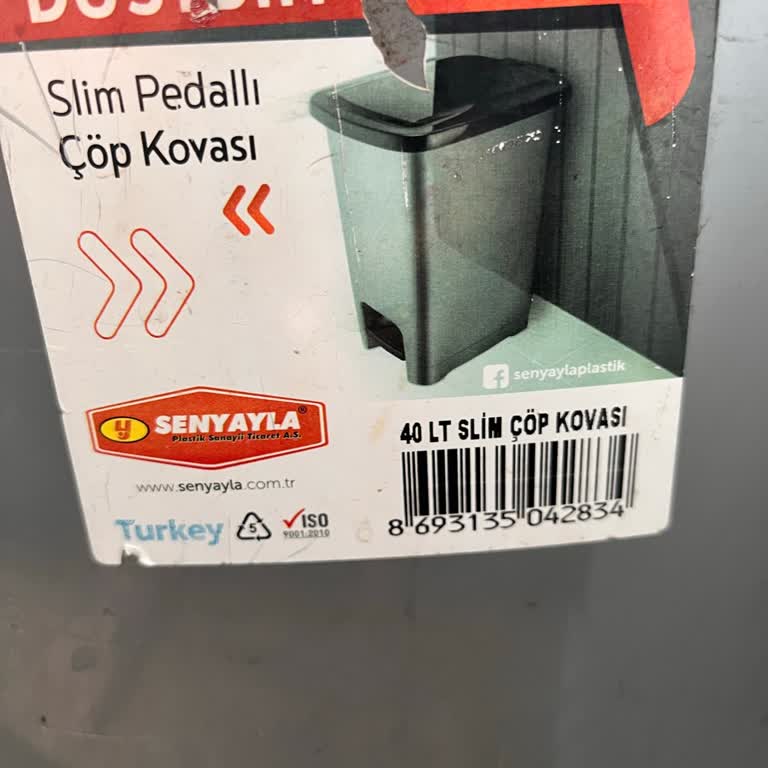 Slim Pedallı
Çöp Kovası
senyaylaplastik
SENYAYLA®
Plastik Sanayii Ticaret A.Ş.
www.senyayla.com.tr
Turkey
5
ISO
9001:2010
40 LT SLİM ÇÖP KOVASI
8 693135 042834